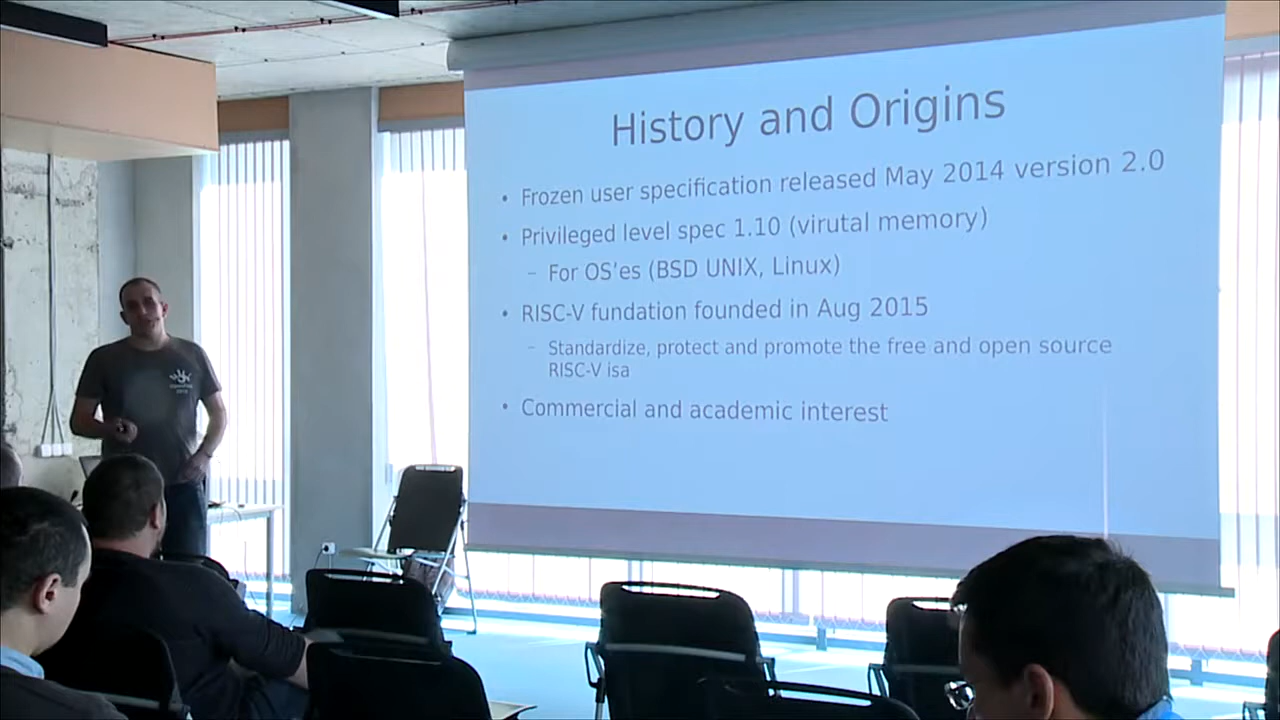 History and Origins
• Frozen user specification released May 2014 version 2.0
• Privileged level spec 1.10 (virutal memory)
– For OS'es (BSD UNIX, Linux)
• RISC-V fundation founded in Aug 2015
– Standardize, protect and promote the free and open source
RISC-V isa
• Commercial and academic interest